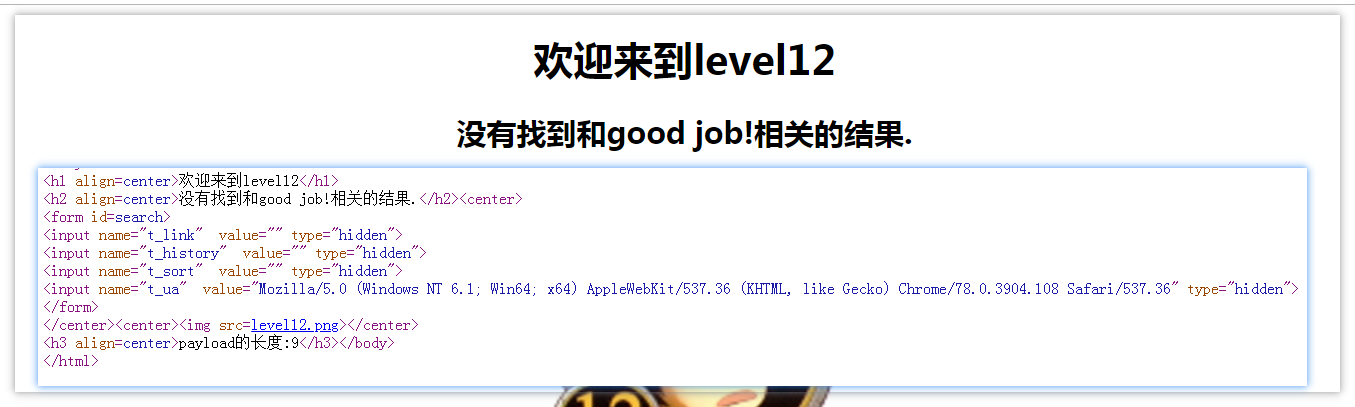 欢迎来到level12
没有找到和good job!相关的结果.
<h1 align=center>欢迎来到level12</h1>
<h2 align=center>没有找到和good job!相关的结果.</h2><center>
<form id=search>
<input name="t_link"  value="" type="hidden">
<input name="t_history"  value="" type="hidden">
<input name="t_sort"  value="" type="hidden">
<input name="t_ua"  value="Mozilla/5.0 (Windows NT 6.1; Win64; x64) AppleWebKit/537.36 (KHTML, like Gecko) Chrome/78.0.3904.108 Safari/537.36" type="hidden">
</form>
</center><center><img src=level12.png></center>
<h3 align=center>payload的长度:9</h3></body>
</html>